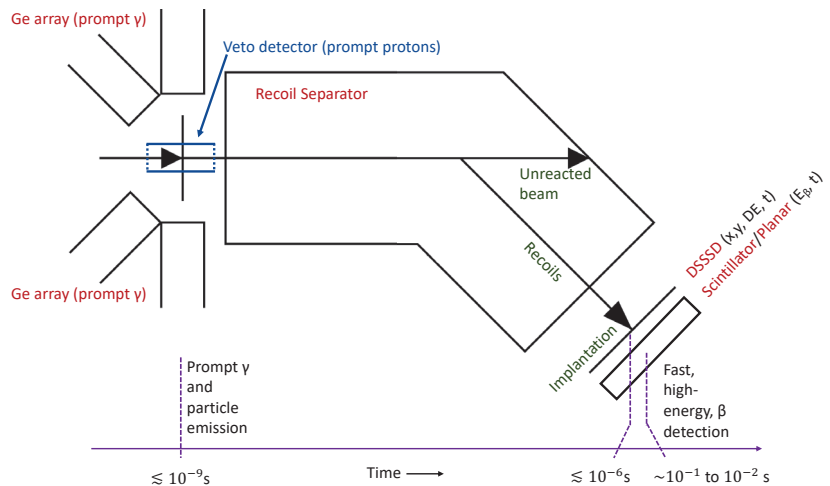 Ge array (prompt γ)
Veto detector (prompt protons)
Recoil Separator
Unreacted
beam
Recoils
DSSSD (x,y, DE, t)
Scintillator/Planar (Eβ, t)
Implantation
Ge array (prompt γ)
Prompt γ
and
particle
emission
Fast,
high-
energy, β
detection
Time
≲ 10⁻⁹s
≲ 10⁻⁶s
~10⁻¹ to 10⁻² s